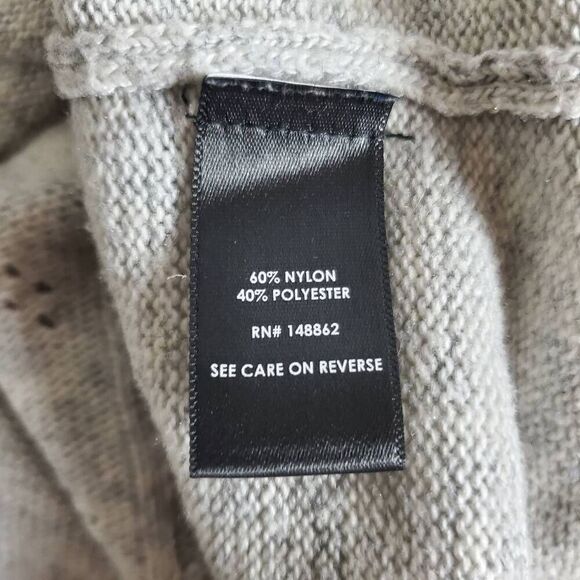 60% NYLON
40% POLYESTER
RN# 148862
SEE CARE ON REVERSE